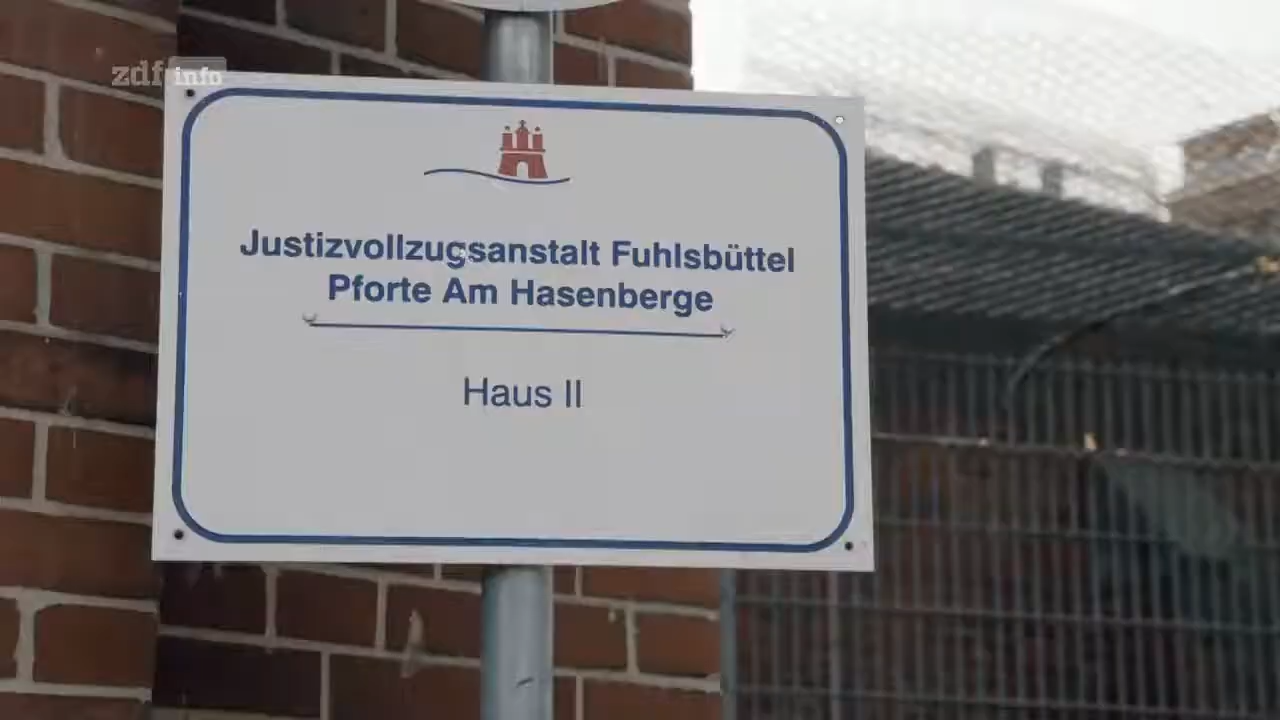 zdf info
Justizvollzugsanstalt Fuhlsbüttel
Pforte Am Hasenberge
Haus II